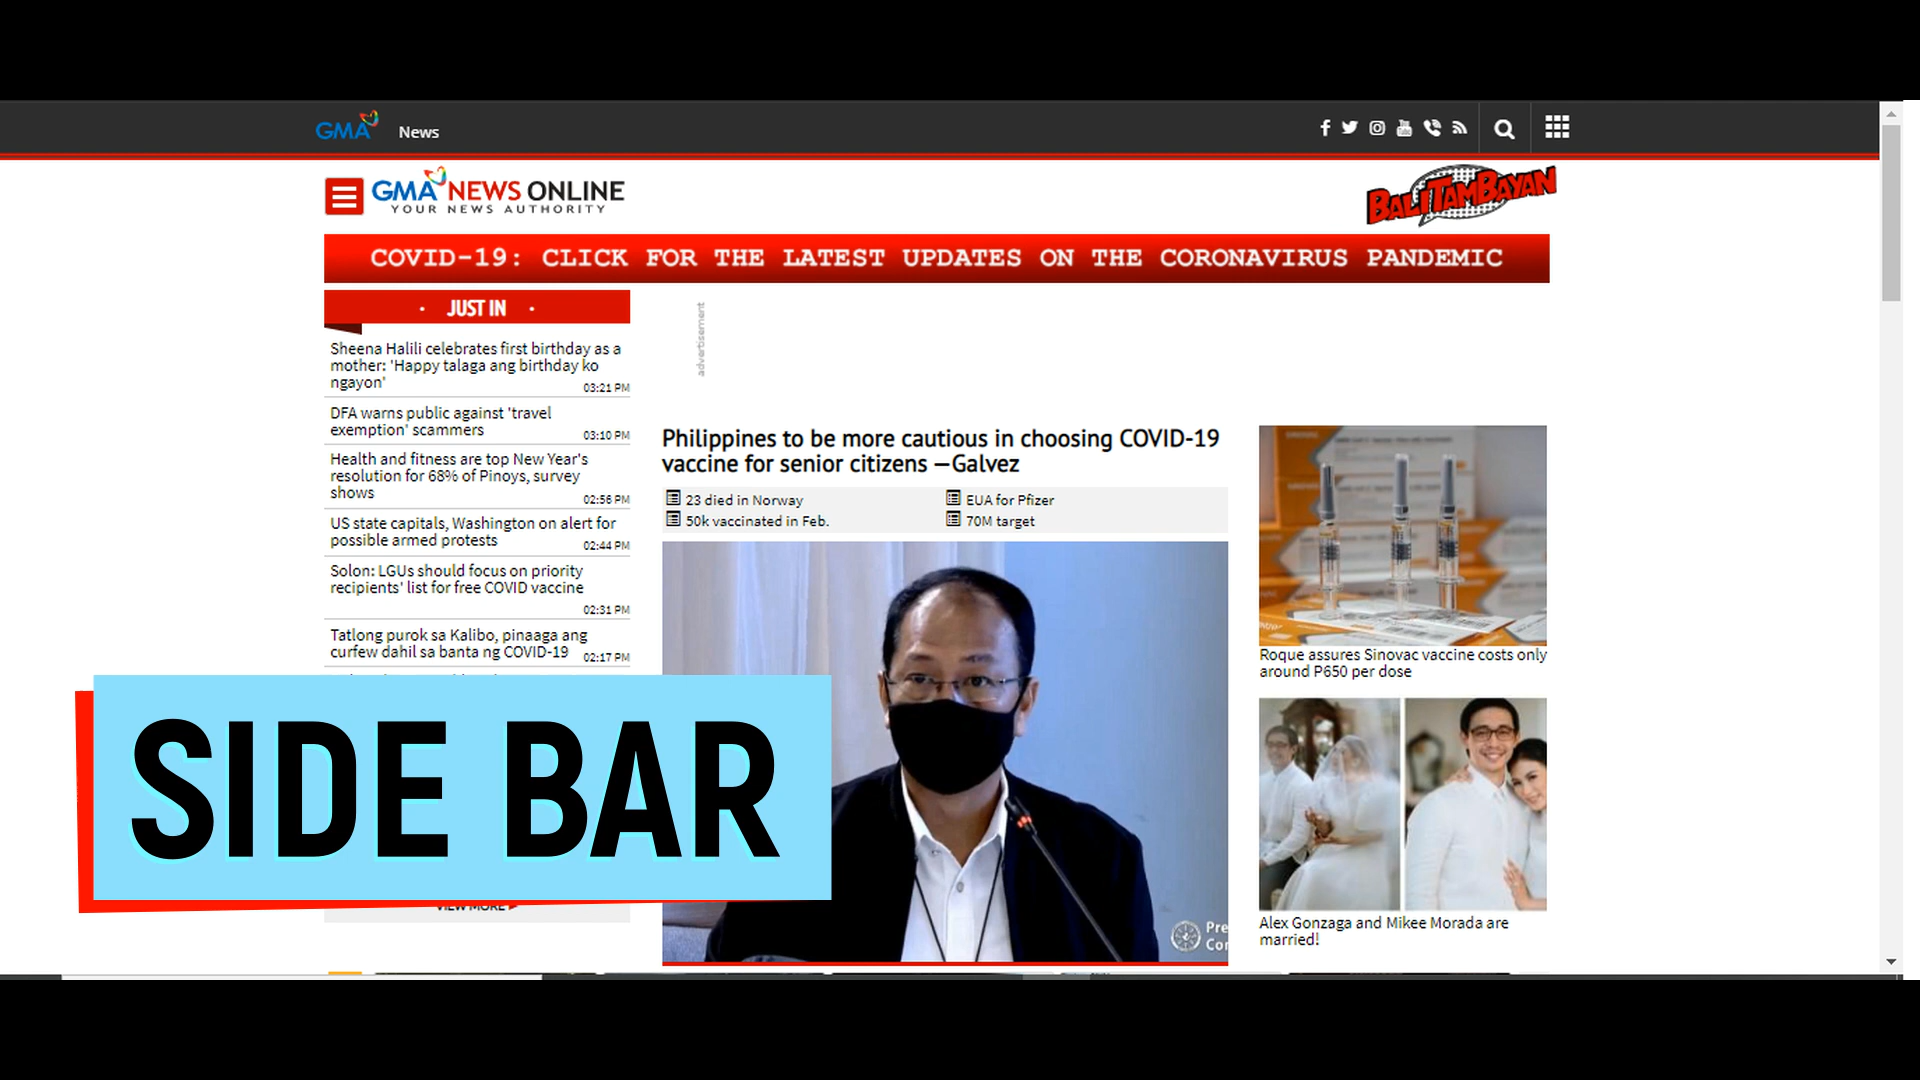 GMA News
GMA NEWS ONLINE
YOUR NEWS AUTHORITY
BALITAMBAYAN
COVID-19: CLICK FOR THE LATEST UPDATES ON THE CORONAVIRUS PANDEMIC
· JUST IN ·
Sheena Halili celebrates first birthday as a
mother: 'Happy talaga ang birthday ko
ngayon'
03:21 PM
DFA warns public against 'travel
exemption' scammers
03:10 PM
Health and fitness are top New Year's
resolution for 68% of Pinoys, survey
shows
02:56 PM
US state capitals, Washington on alert for
possible armed protests
02:44 PM
Solon: LGUs should focus on priority
recipients' list for free COVID vaccine
02:31 PM
Tatlong purok sa Kalibo, pinaaga ang
curfew dahil sa banta ng COVID-19
02:17 PM
SIDE BAR
VIEW MORE
advertisement
Philippines to be more cautious in choosing COVID-19
vaccine for senior citizens —Galvez
23 died in Norway
EUA for Pfizer
50k vaccinated in Feb.
70M target
Pre
Con
Roque assures Sinovac vaccine costs only
around P650 per dose
Alex Gonzaga and Mikee Morada are
married!